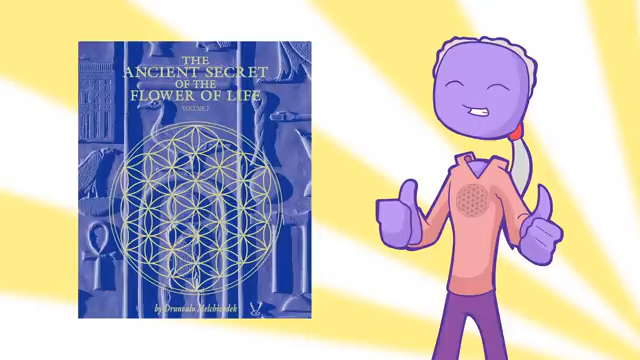 THE
ANCIENT SECRET
OF THE
FLOWER OF LIFE
VOLUME 2
by Drunvalo Melchizedek